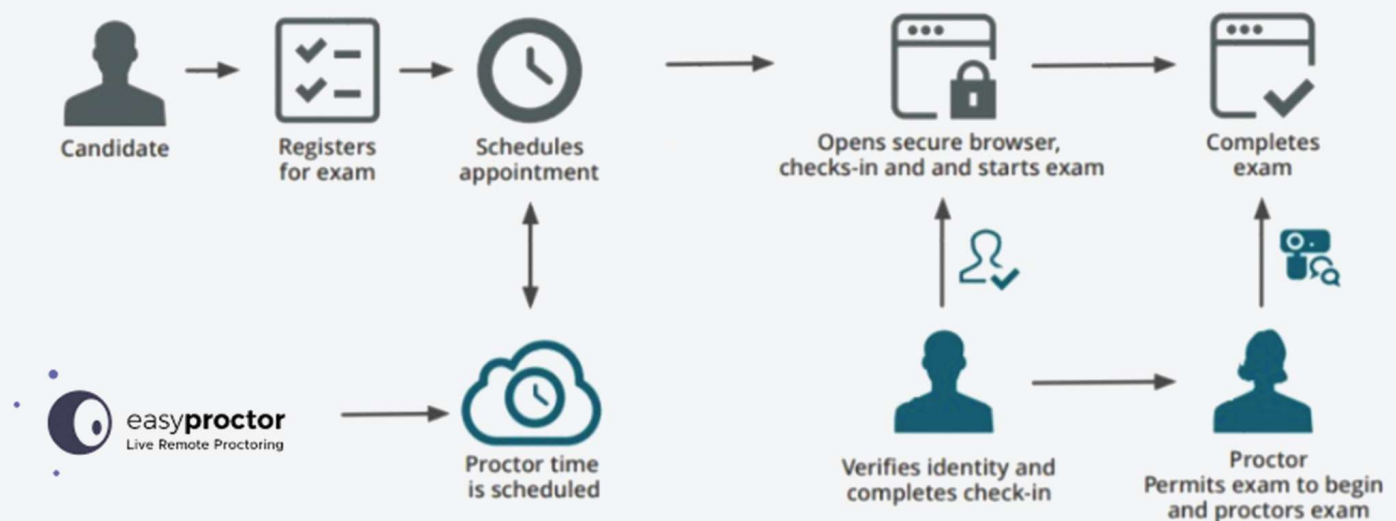 Candidate
Registers
for exam
Schedules
appointment
Opens secure browser,
checks-in and and starts exam
Completes
exam
easyproctor
Live Remote Proctoring
Proctor time
is scheduled
Verifies identity and
completes check-in
Proctor
Permits exam to begin
and proctors exam